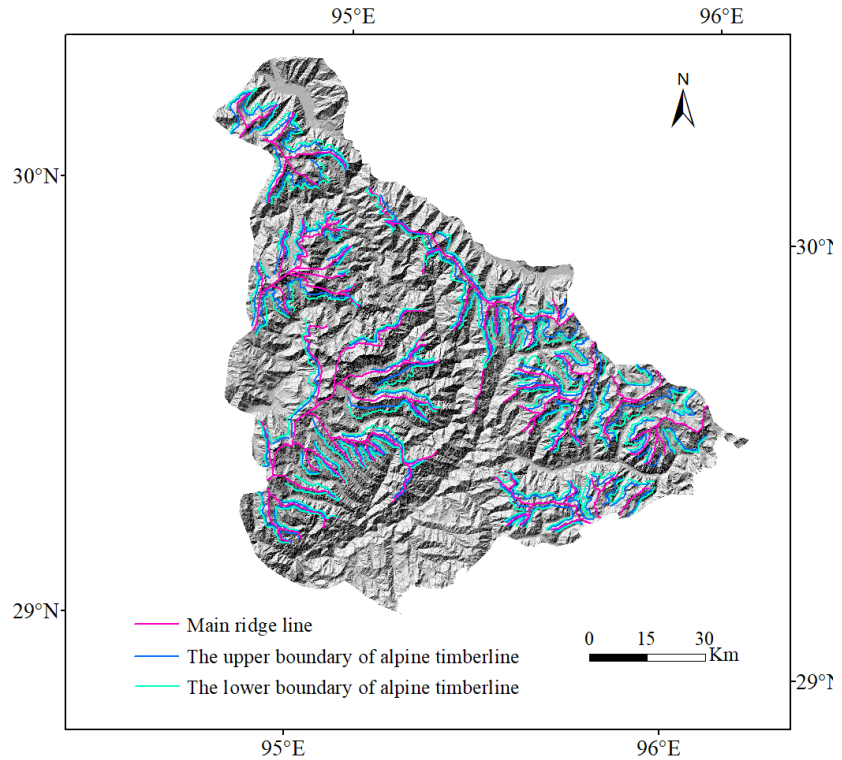 95°E 96°E
N
30°N
30°N
29°N
Main ridge line
The upper boundary of alpine timberline
The lower boundary of alpine timberline
0 15 30
Km
29°N
95°E 96°E